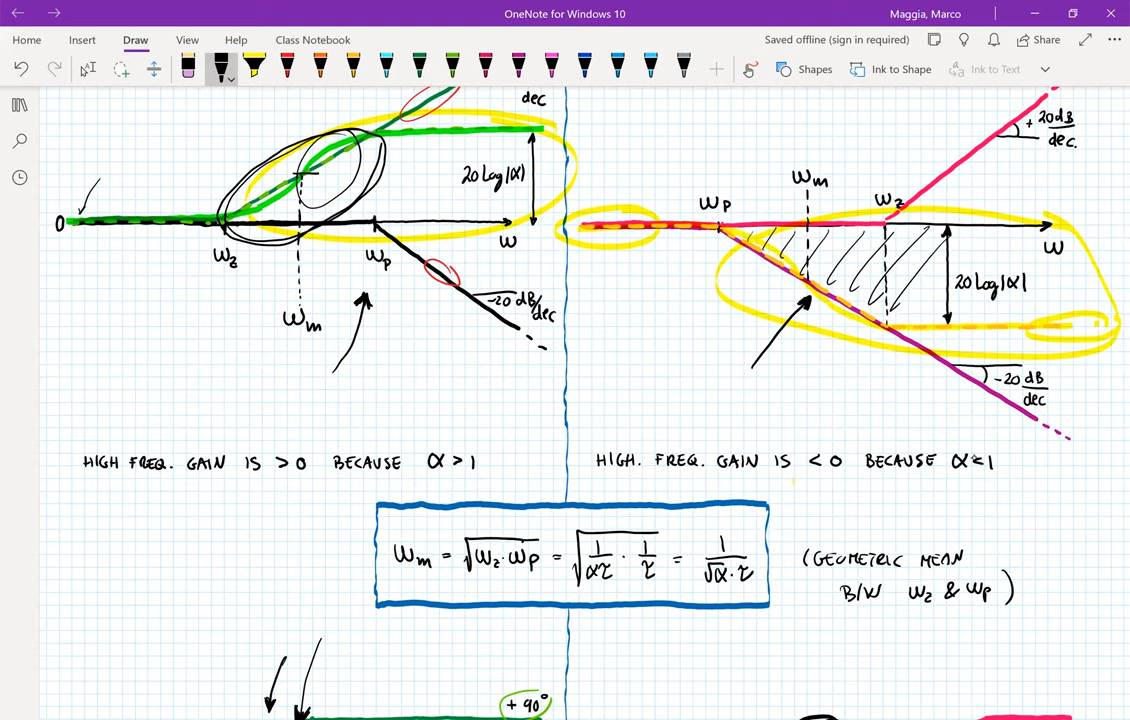 OneNote for Windows 10
Maggia, Marco
Home Insert Draw View Help Class Notebook
Saved offline (sign in required)
Share
Shapes
Ink to Shape
Ink to Text
dec
20 Log|α|
0
ωz
ωp
ω
ωm
-20 dB/dec
+20 dB/dec.
ωp
ωm
ωz
ω
20 Log|α|
-20 dB/dec
HIGH FREQ. GAIN IS > 0 BECAUSE α > 1
HIGH. FREQ. GAIN IS < 0 BECAUSE α < 1
ωm = √(ωz · ωp) = √(1/ατ · 1/τ) = 1/(√α · τ)
(GEOMETRIC MEAN
B/W ωz & ωp)
+90°